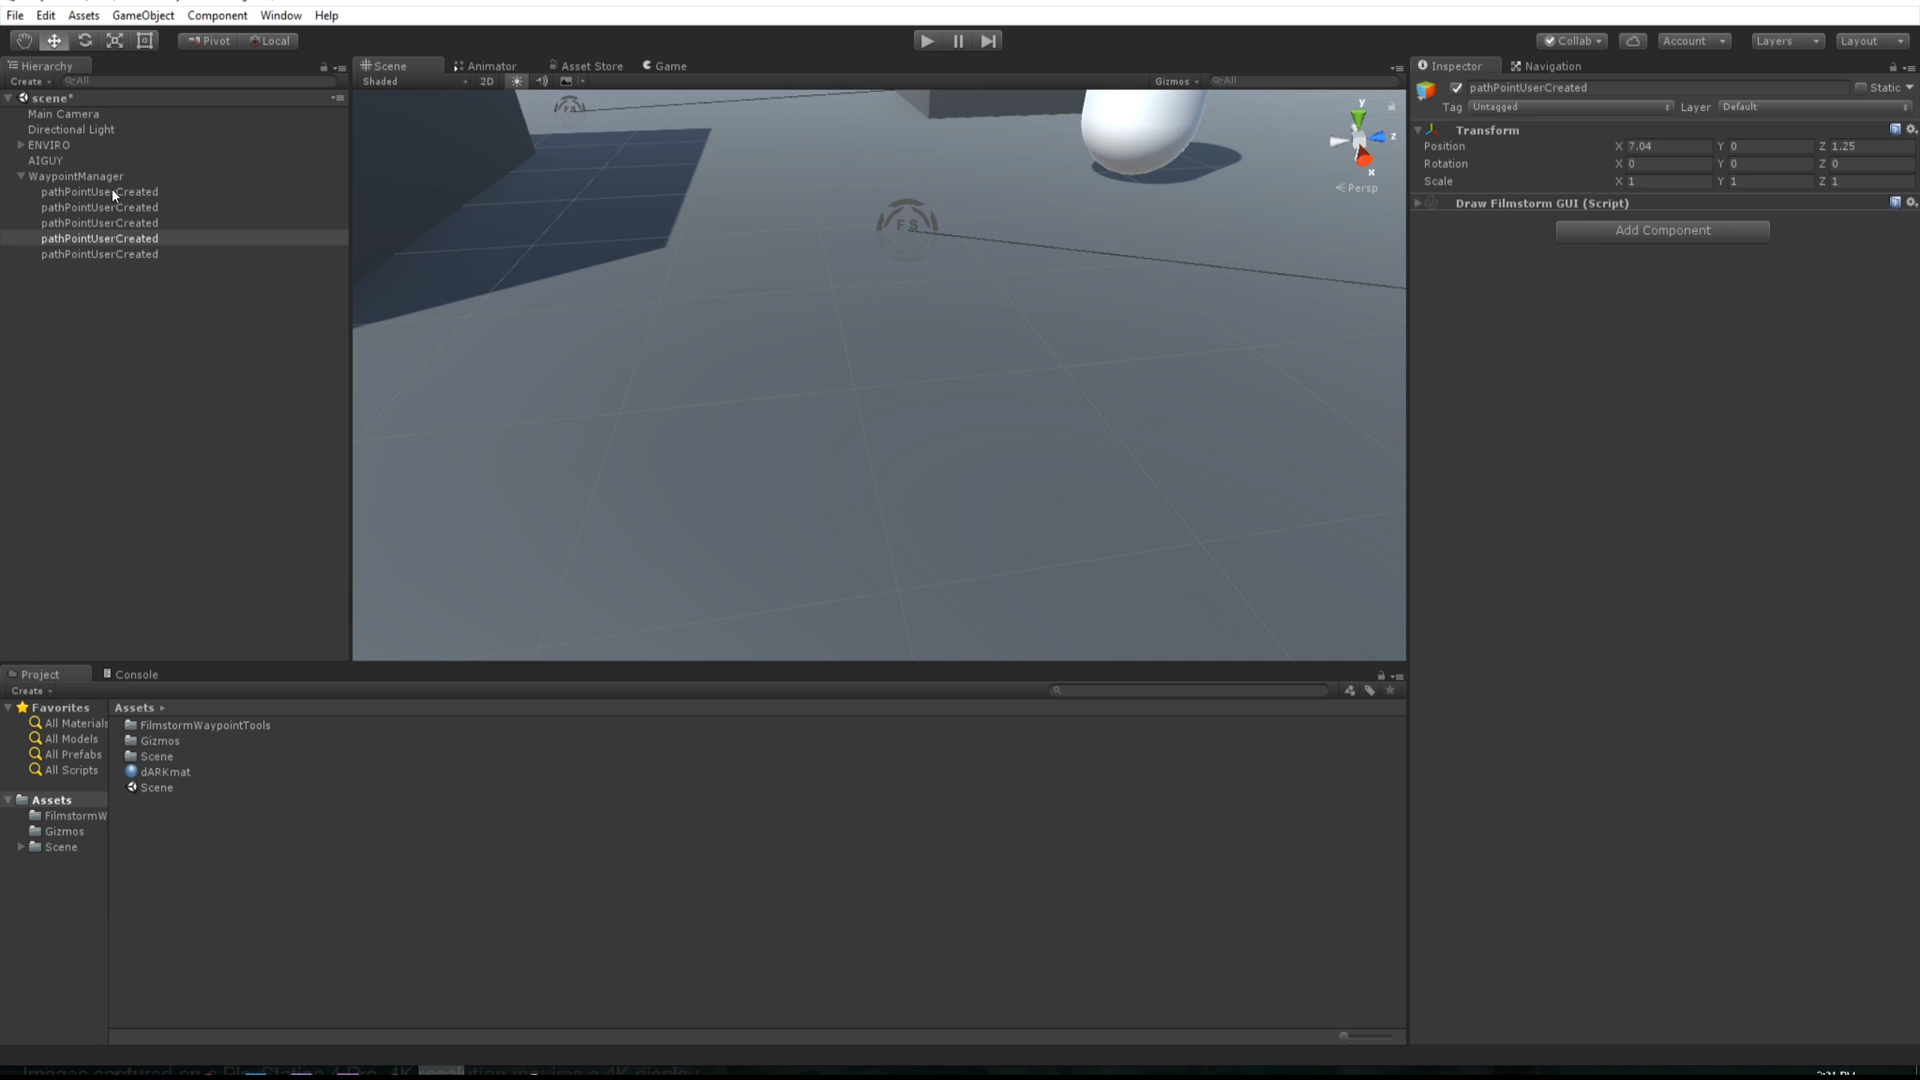 File Edit Assets GameObject Component Window Help
Pivot Local Collab Account Layers Layout
Hierarchy
Create All
scene*
Main Camera
Directional Light
ENVIRO
AIGUY
WaypointManager
pathPointUserCreated
pathPointUserCreated
pathPointUserCreated
pathPointUserCreated
pathPointUserCreated
Scene Animator Asset Store Game
Shaded 2D Gizmos All
FS
FS
y
z
x
Persp
Inspector Navigation
pathPointUserCreated Static
Tag Untagged Layer Default
Transform
Position X 7.04 Y 0 Z 1.25
Rotation X 0 Y 0 Z 0
Scale X 1 Y 1 Z 1
Draw Filmstorm GUI (Script)
Add Component
Project Console
Create
Favorites
All Materials
All Models
All Prefabs
All Scripts
Assets
FilmstormW
Gizmos
Scene
Assets
FilmstormWaypointTools
Gizmos
Scene
dARKmat
Scene